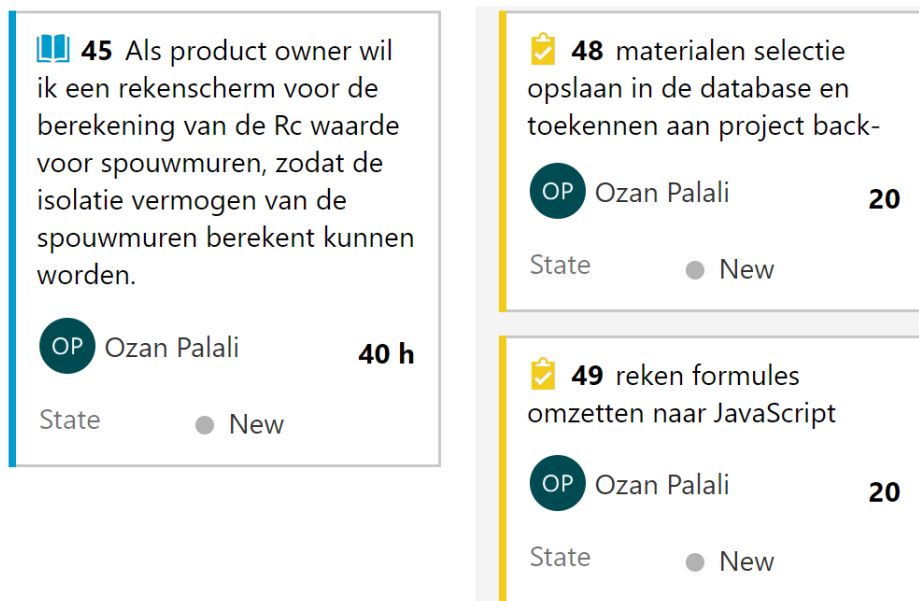 45 Als product owner wil
ik een rekenscherm voor de
berekening van de Rc waarde
voor spouwmuren, zodat de
isolatie vermogen van de
spouwmuren berekent kunnen
worden.
OP Ozan Palali
40 h
State
New
48 materialen selectie
opslaan in de database en
toekennen aan project back-
OP Ozan Palali
20
State
New
49 reken formules
omzetten naar JavaScript
OP Ozan Palali
20
State
New